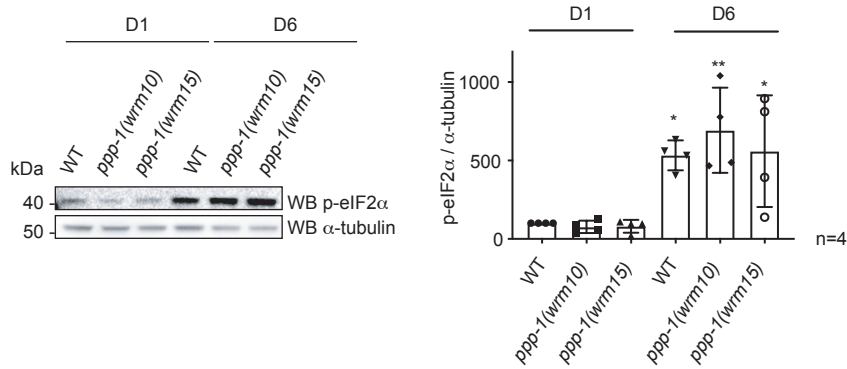 D1 D6
WT ppp-1(wrm10) ppp-1(wrm15) WT ppp-1(wrm10) ppp-1(wrm15)
kDa
40 WB p-eIF2α
50 WB α-tubulin
D1 D6
p-eIF2α / α-tubulin
1000
500
0
* ** *
n=4
WT ppp-1(wrm10) ppp-1(wrm15) WT ppp-1(wrm10) ppp-1(wrm15)